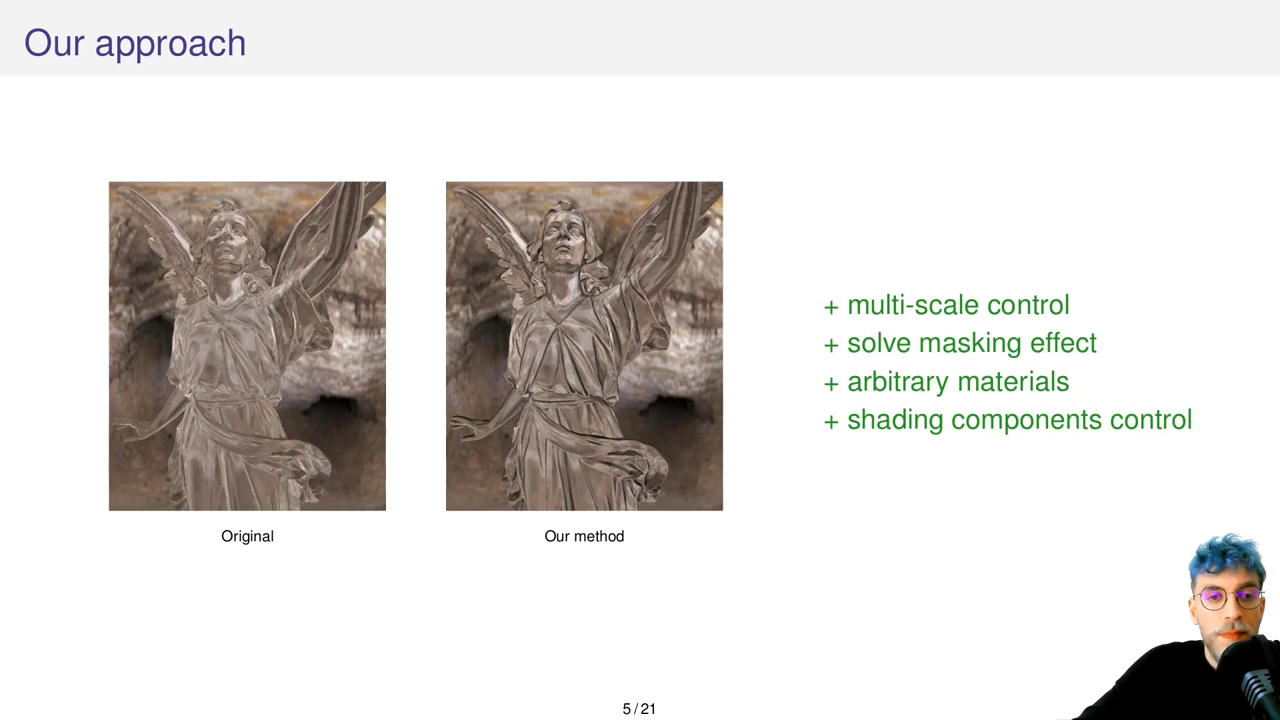 Our approach
Original
Our method
+ multi-scale control
+ solve masking effect
+ arbitrary materials
+ shading components control
5 / 21